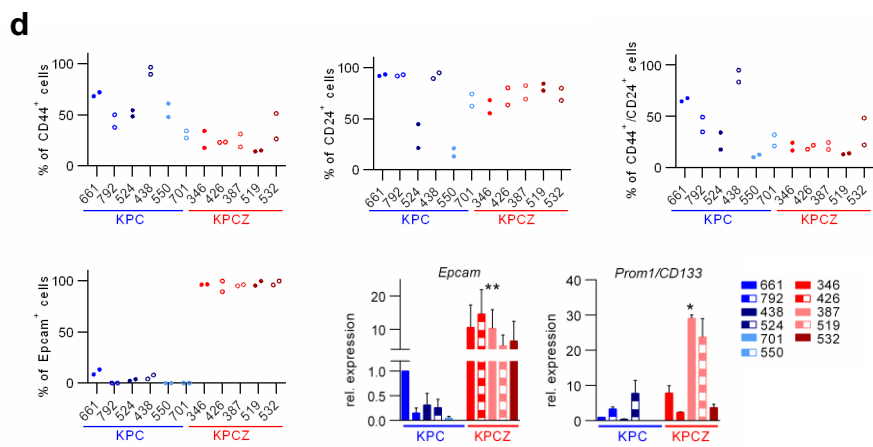 d
% of CD44+ cells
100
50
0
661 792 524 438 550 701 346 426 387 519 532
KPC KPCZ
% of CD24+ cells
100
50
0
661 792 524 438 550 701 346 426 387 519 532
KPC KPCZ
% of CD44+/CD24+ cells
100
50
0
661 792 524 438 550 701 346 426 387 519 532
KPC KPCZ
% of Epcam+ cells
100
50
0
661 792 524 438 550 701 346 426 387 519 532
KPC KPCZ
Epcam
rel. expression
20
10
1.0
0.5
0.0
**
KPC KPCZ
Prom1/CD133
rel. expression
40
30
20
10
0
*
KPC KPCZ
661 346
792 426
438 387
524 519
701 532
550